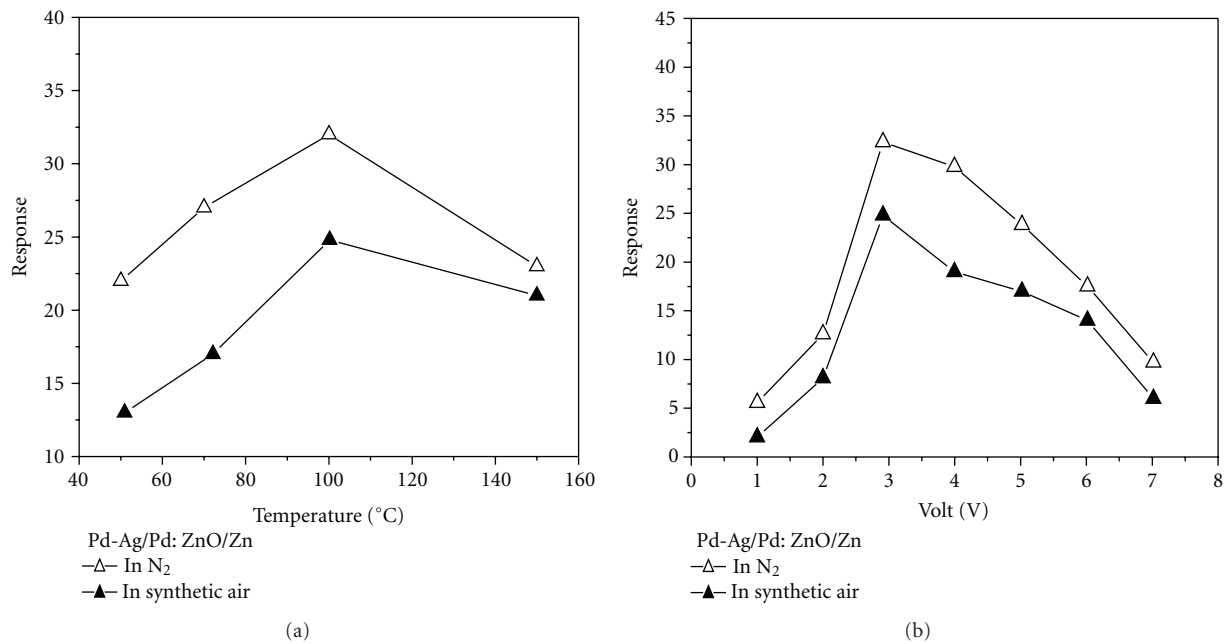 40
35
30
25
20
15
10
Response
40 60 80 100 120 140 160
Temperature (°C)
Pd-Ag/Pd: ZnO/Zn
In N₂
In synthetic air
(a)
45
40
35
30
25
20
15
10
5
0
Response
0 1 2 3 4 5 6 7 8
Volt (V)
Pd-Ag/Pd: ZnO/Zn
In N₂
In synthetic air
(b)